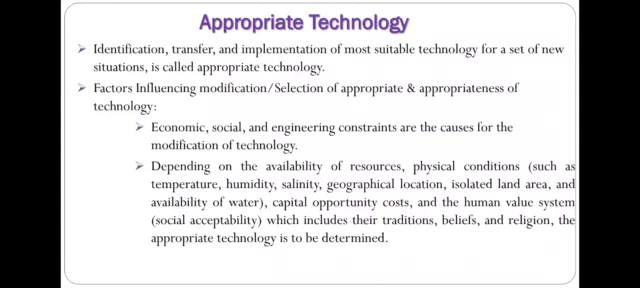 Appropriate Technology
➢ Identification, transfer, and implementation of most suitable technology for a set of new
situations, is called appropriate technology.
➢ Factors Influencing modification/Selection of appropriate & appropriateness of
technology:
➢ Economic, social, and engineering constraints are the causes for the
modification of technology.
➢ Depending on the availability of resources, physical conditions (such as
temperature, humidity, salinity, geographical location, isolated land area, and
availability of water), capital opportunity costs, and the human value system
(social acceptability) which includes their traditions, beliefs, and religion, the
appropriate technology is to be determined.